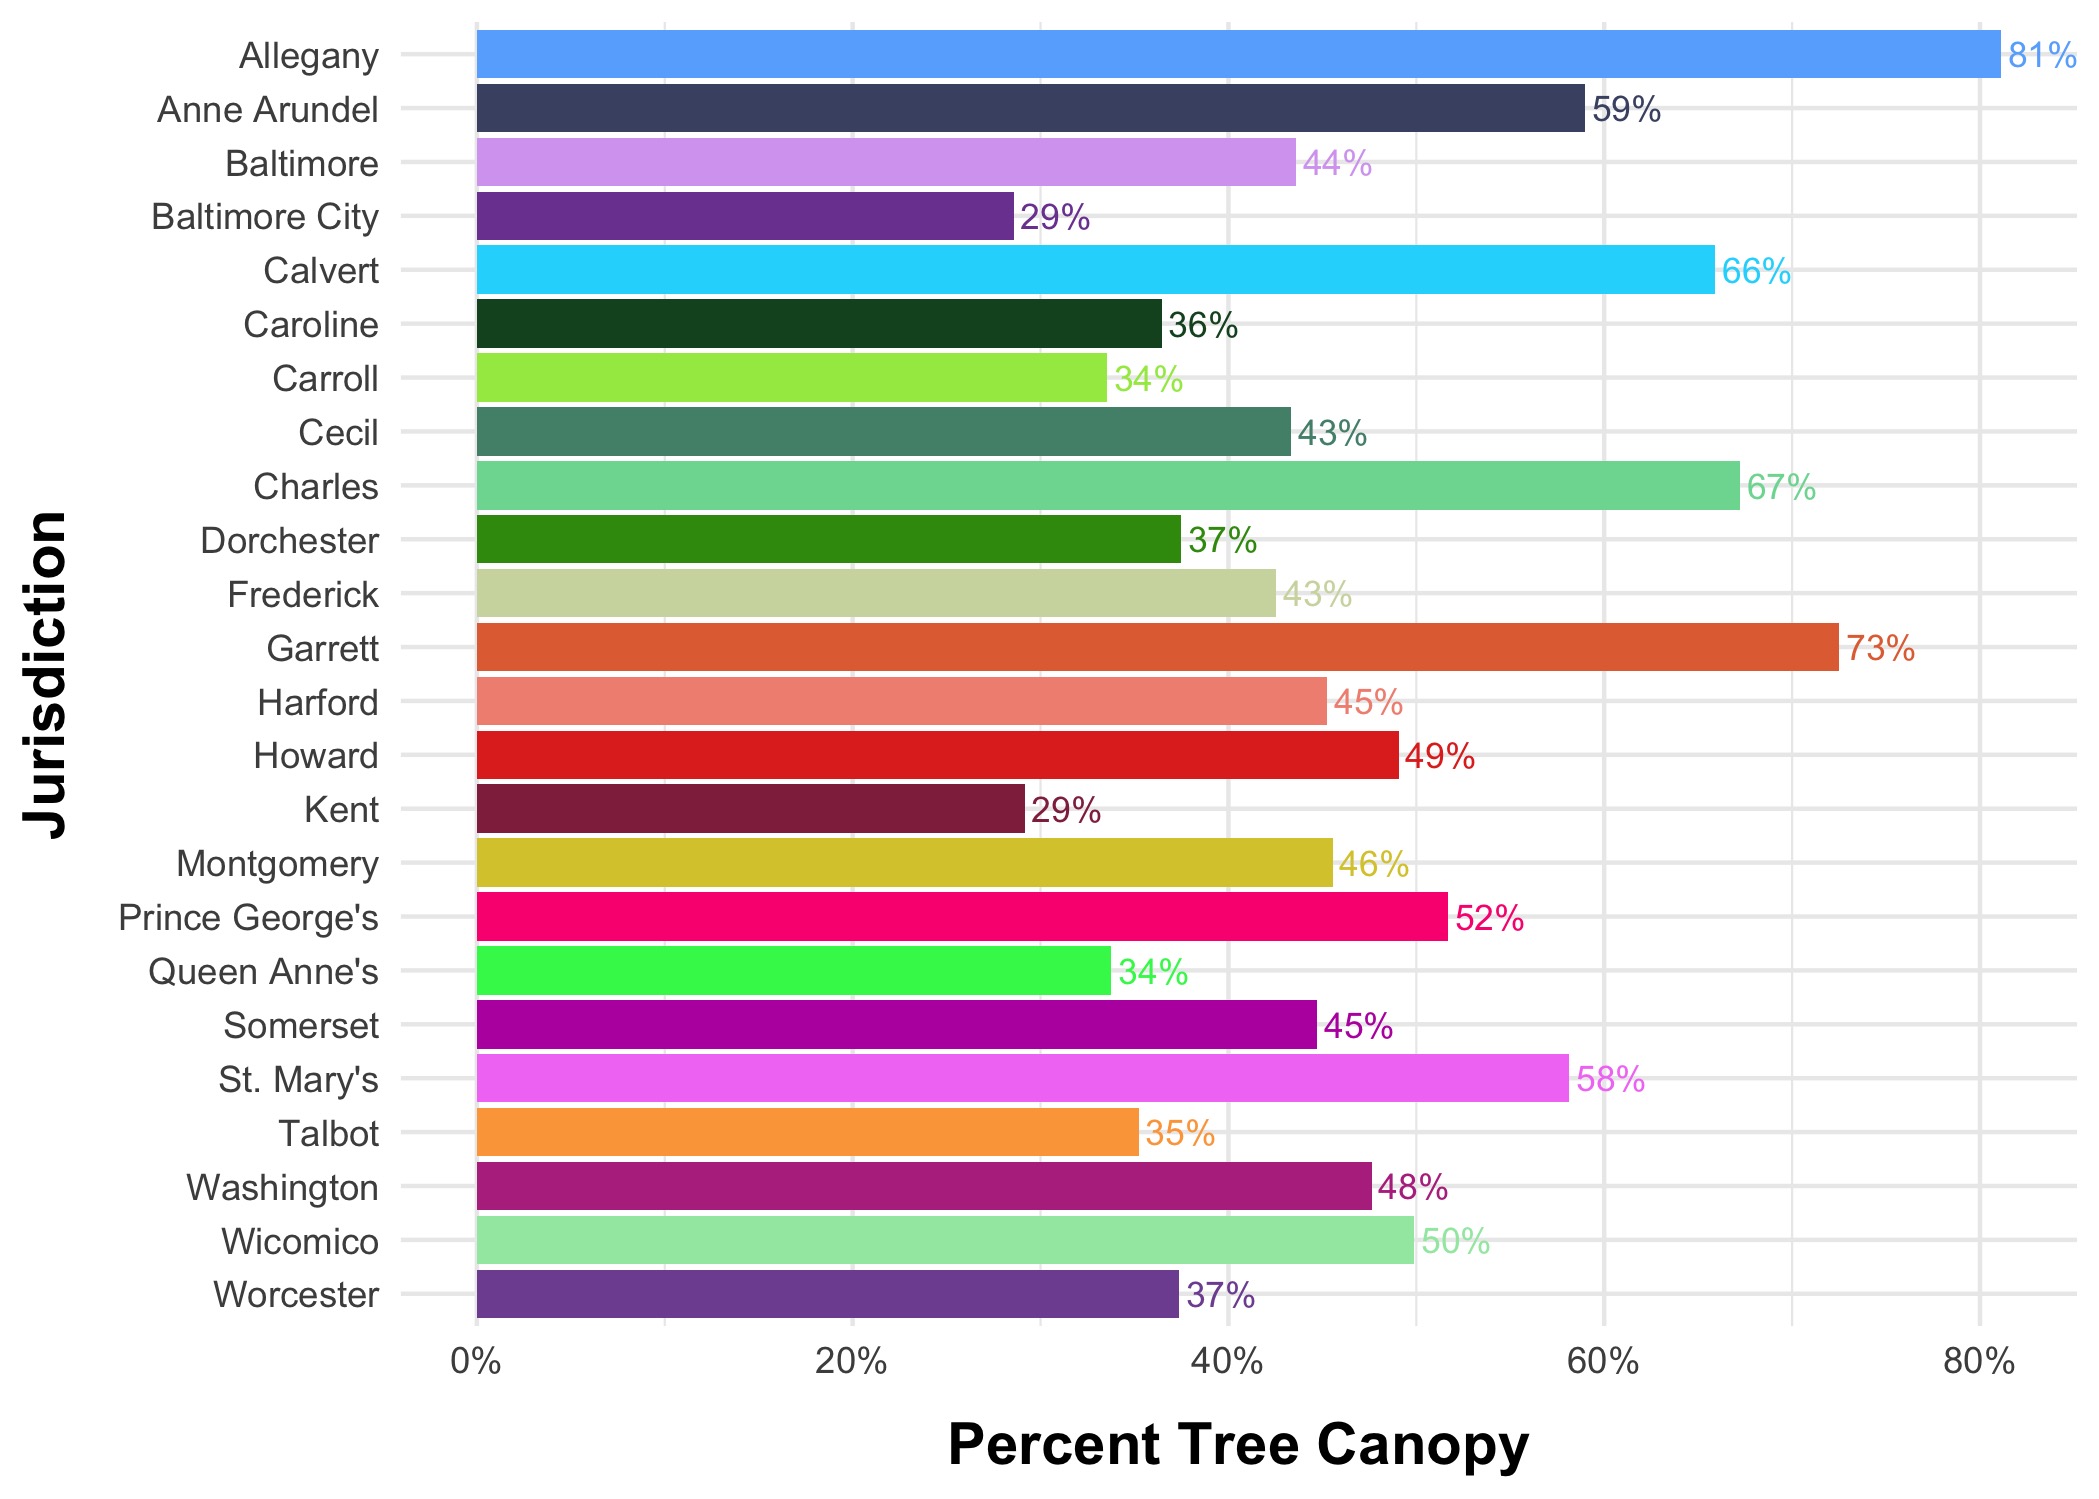 Jurisdiction
Allegany 81%
Anne Arundel 59%
Baltimore 44%
Baltimore City 29%
Calvert 66%
Caroline 36%
Carroll 34%
Cecil 43%
Charles 67%
Dorchester 37%
Frederick 43%
Garrett 73%
Harford 45%
Howard 49%
Kent 29%
Montgomery 46%
Prince George's 52%
Queen Anne's 34%
Somerset 45%
St. Mary's 58%
Talbot 35%
Washington 48%
Wicomico 50%
Worcester 37%
0% 20% 40% 60% 80%
Percent Tree Canopy